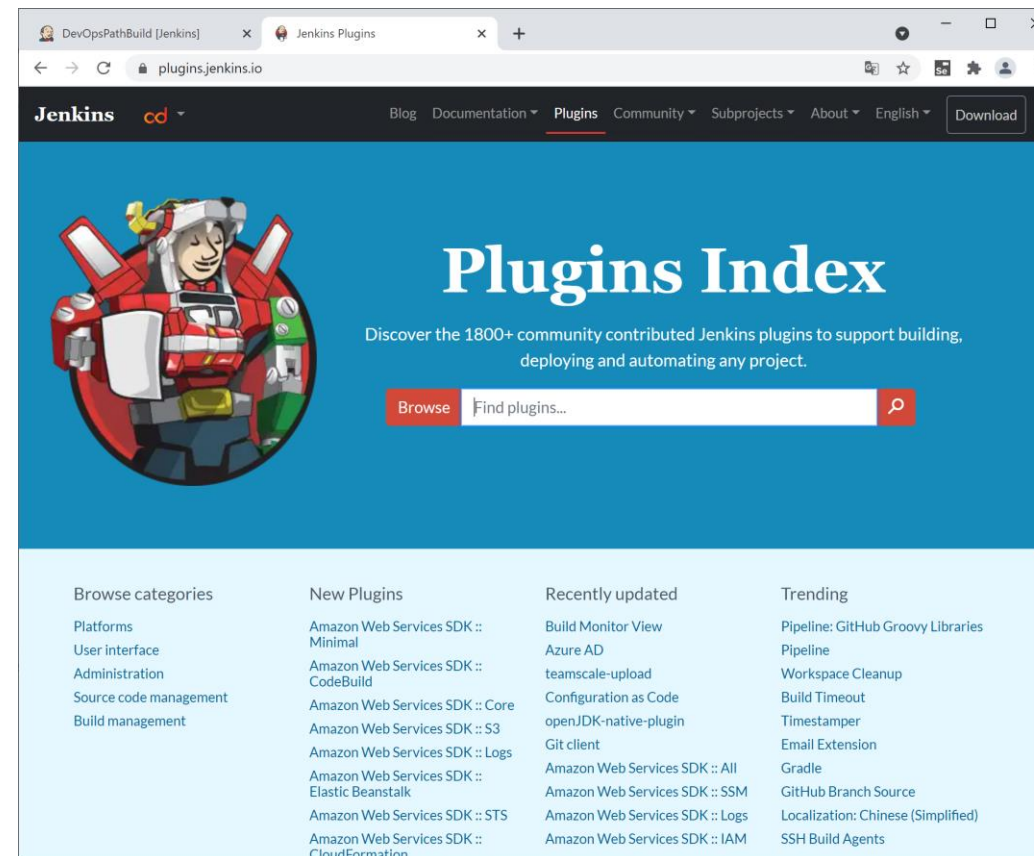 DevOpsPathBuild [Jenkins]
Jenkins Plugins
plugins.jenkins.io
Se
Jenkins
cd
Blog
Documentation
Plugins
Community
Subprojects
About
English
Download
Plugins Index
Discover the 1800+ community contributed Jenkins plugins to support building,
deploying and automating any project.
Browse
Find plugins...
Browse categories
Platforms
User interface
Administration
Source code management
Build management
New Plugins
Amazon Web Services SDK ::
Minimal
Amazon Web Services SDK ::
CodeBuild
Amazon Web Services SDK :: Core
Amazon Web Services SDK :: S3
Amazon Web Services SDK :: Logs
Amazon Web Services SDK ::
Elastic Beanstalk
Amazon Web Services SDK :: STS
Amazon Web Services SDK ::
CloudFormation
Recently updated
Build Monitor View
Azure AD
teamscale-upload
Configuration as Code
openJDK-native-plugin
Git client
Amazon Web Services SDK :: All
Amazon Web Services SDK :: SSM
Amazon Web Services SDK :: Logs
Amazon Web Services SDK :: IAM
Trending
Pipeline: GitHub Groovy Libraries
Pipeline
Workspace Cleanup
Build Timeout
Timestamper
Email Extension
Gradle
GitHub Branch Source
Localization: Chinese (Simplified)
SSH Build Agents